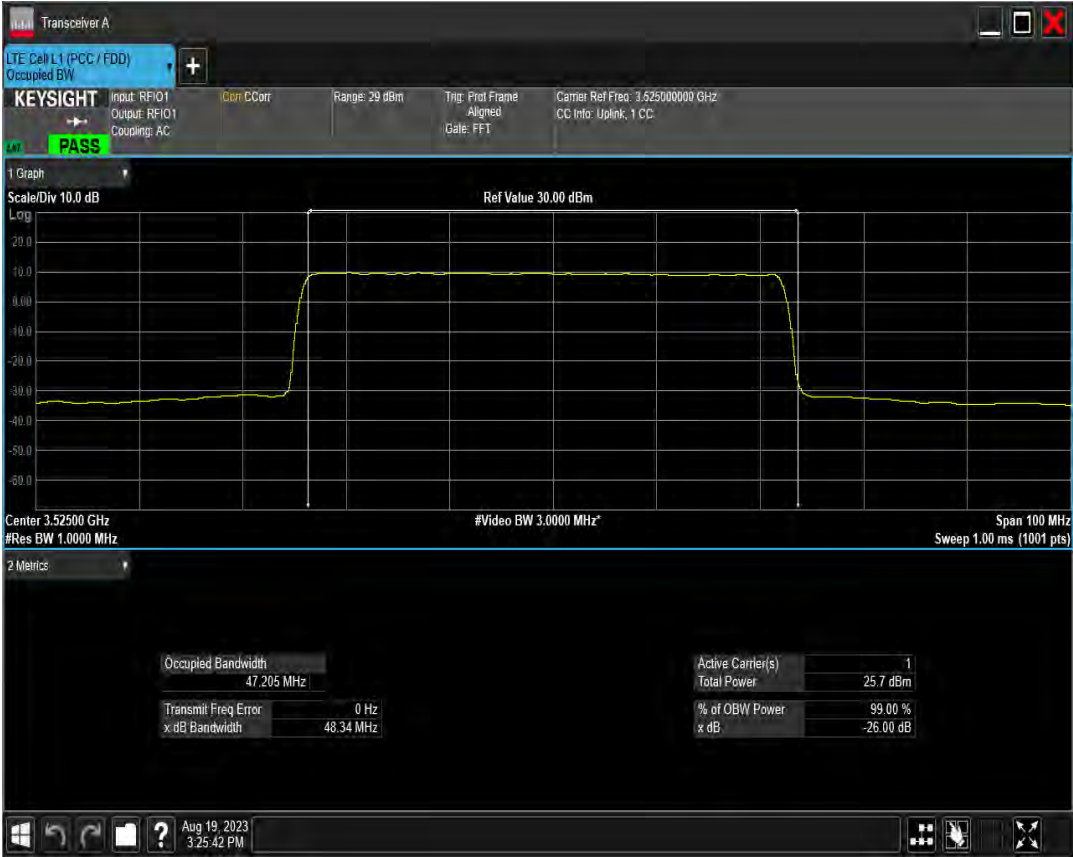 Transceiver A
LTE Cell L1 (PCC / FDD)
Occupied BW
+
KEYSIGHT
PASS
Input: RFIO1
Output: RFIO1
Coupling: AC
Corr CCorr
Range: 29 dBm
Trig: Prot Frame
Aligned
Gate: FFT
Carrier Ref Freq: 3.525000000 GHz
CC Info: Uplink, 1 CC
1 Graph
Scale/Div 10.0 dB
Ref Value 30.00 dBm
Log
20.0
10.0
0.00
-10.0
-20.0
-30.0
-40.0
-50.0
-60.0
Center 3.52500 GHz
#Video BW 3.0000 MHz*
Span 100 MHz
#Res BW 1.0000 MHz
Sweep 1.00 ms (1001 pts)
2 Metrics
Occupied Bandwidth
47.205 MHz
Transmit Freq Error 0 Hz
x dB Bandwidth 48.34 MHz
Active Carrier(s) 1
Total Power 25.7 dBm
% of OBW Power 99.00 %
x dB -26.00 dB
?
Aug 19, 2023
3:25:42 PM